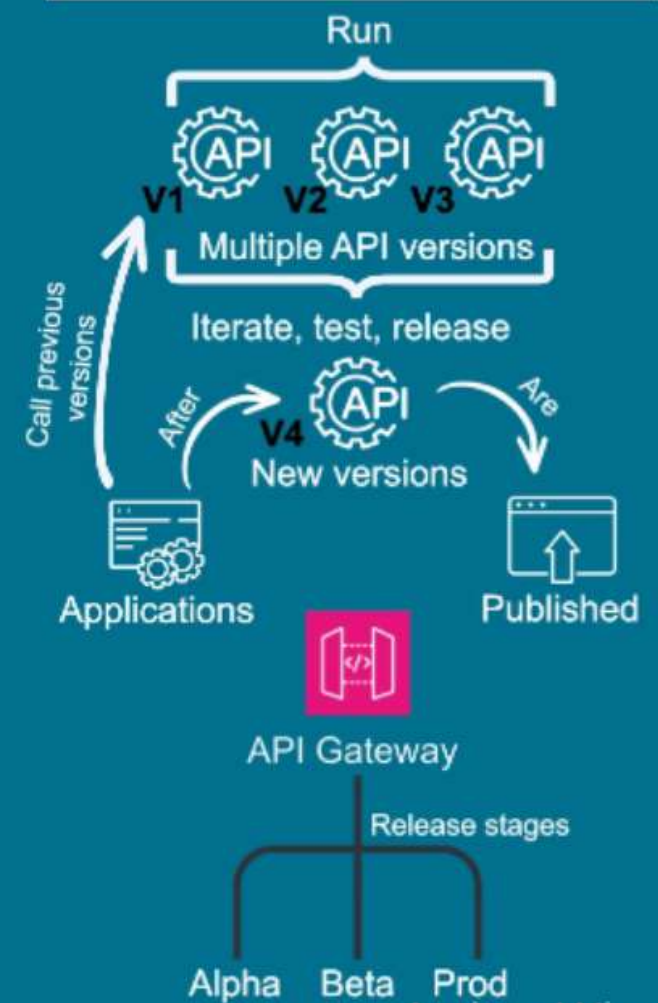 Run
API API API
V1 V2 V3
Multiple API versions
Call previous
versions
Iterate, test, release
After
API
V4
Are
New versions
Applications
Published
</>
API Gateway
Release stages
Alpha Beta Prod